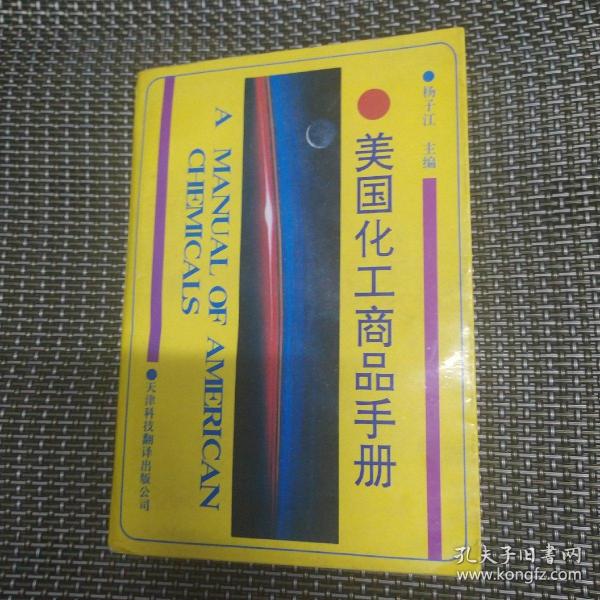 ●杨子江 主编
●美国化工商品手册
A MANUAL OF AMERICAN
CHEMICALS
●天津科技翻译出版公司
孔夫子旧書网
www.kongfz.com